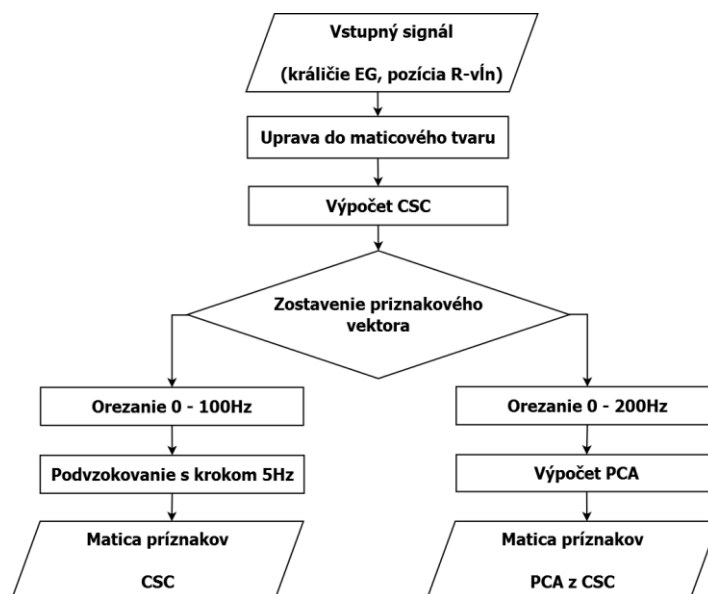 Vstupný signál
(králičie EG, pozícia R-vĺn)
Uprava do maticového tvaru
Výpočet CSC
Zostavenie priznakového
vektora
Orezanie 0 - 100Hz
Orezanie 0 - 200Hz
Podvzokovanie s krokom 5Hz
Výpočet PCA
Matica príznakov
CSC
Matica príznakov
PCA z CSC